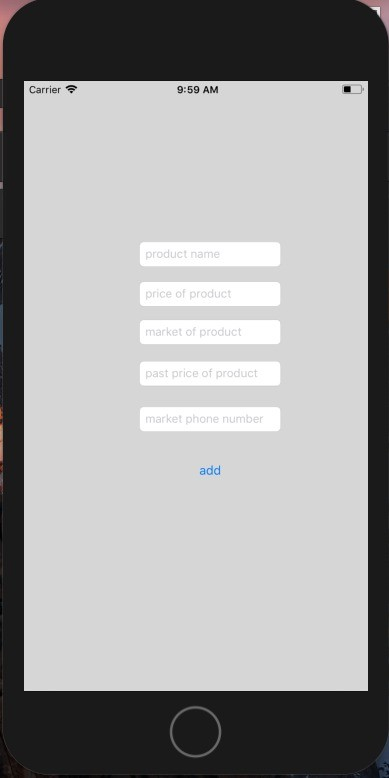 Carrier 9:59 AM
product name
price of product
market of product
past price of product
market phone number
add